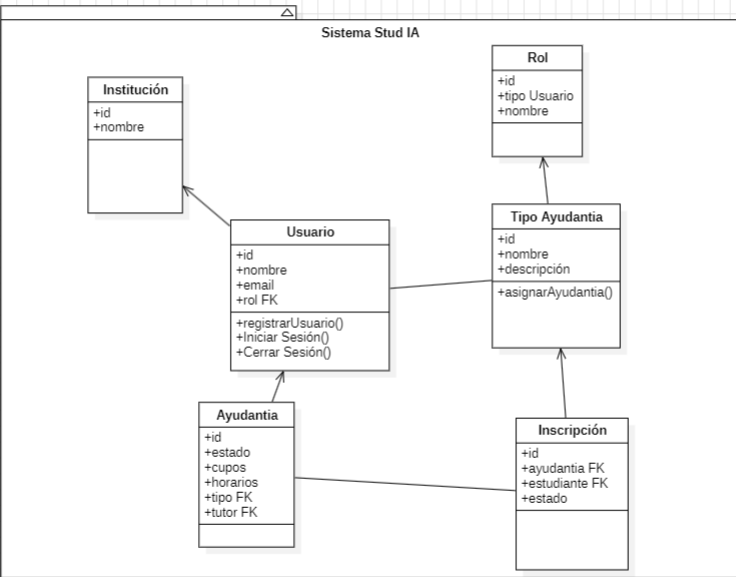 Sistema Stud IA
Institución
+id
+nombre
Rol
+id
+tipo Usuario
+nombre
Usuario
+id
+nombre
+email
+rol FK
+registrarUsuario()
+Iniciar Sesión()
+Cerrar Sesión()
Tipo Ayudantia
+id
+nombre
+descripción
+asignarAyudantia()
Ayudantia
+id
+estado
+cupos
+horarios
+tipo FK
+tutor FK
Inscripción
+id
+ayudantia FK
+estudiante FK
+estado